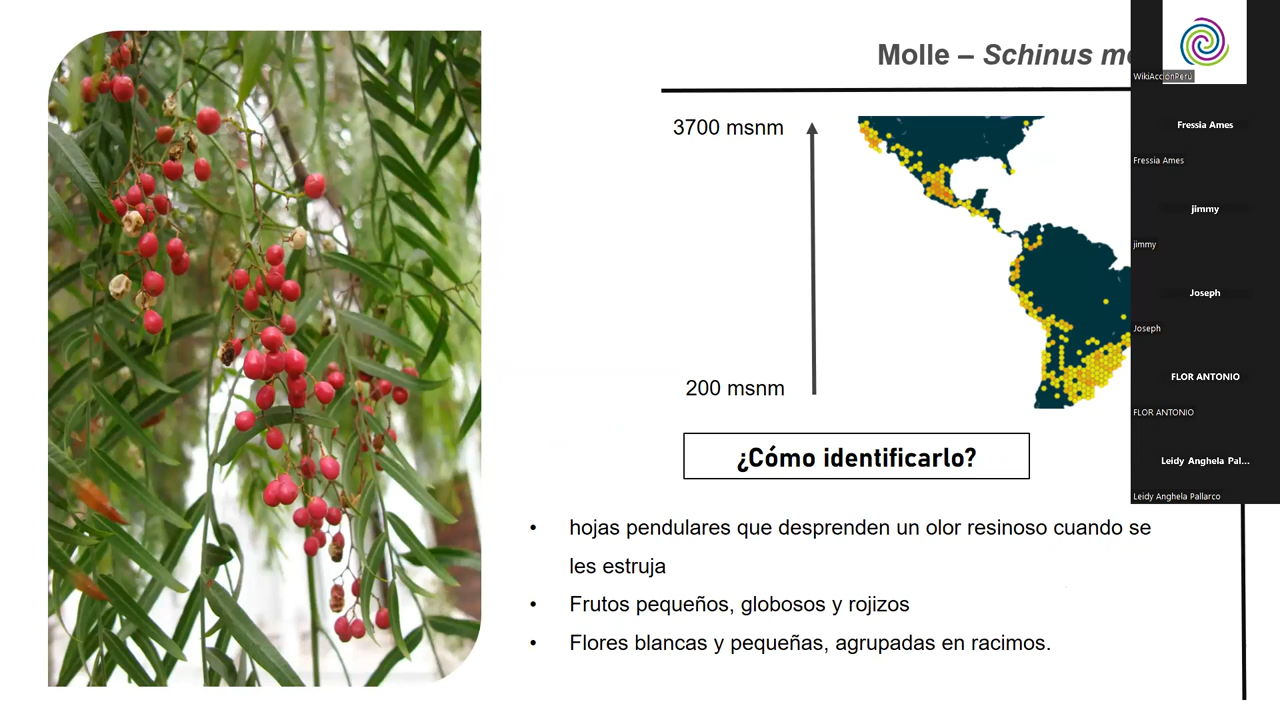 Molle – Schinus mo
3700 msnm
200 msnm
¿Cómo identificarlo?
• hojas pendulares que desprenden un olor resinoso cuando se
les estruja
• Frutos pequeños, globosos y rojizos
• Flores blancas y pequeñas, agrupadas en racimos.
WikiAcciónPerú
Fressia Ames
Fressia Ames
jimmy
jimmy
Joseph
Joseph
FLOR ANTONIO
FLOR ANTONIO
Leidy Anghela Pal...
Leidy Anghela Pallarco